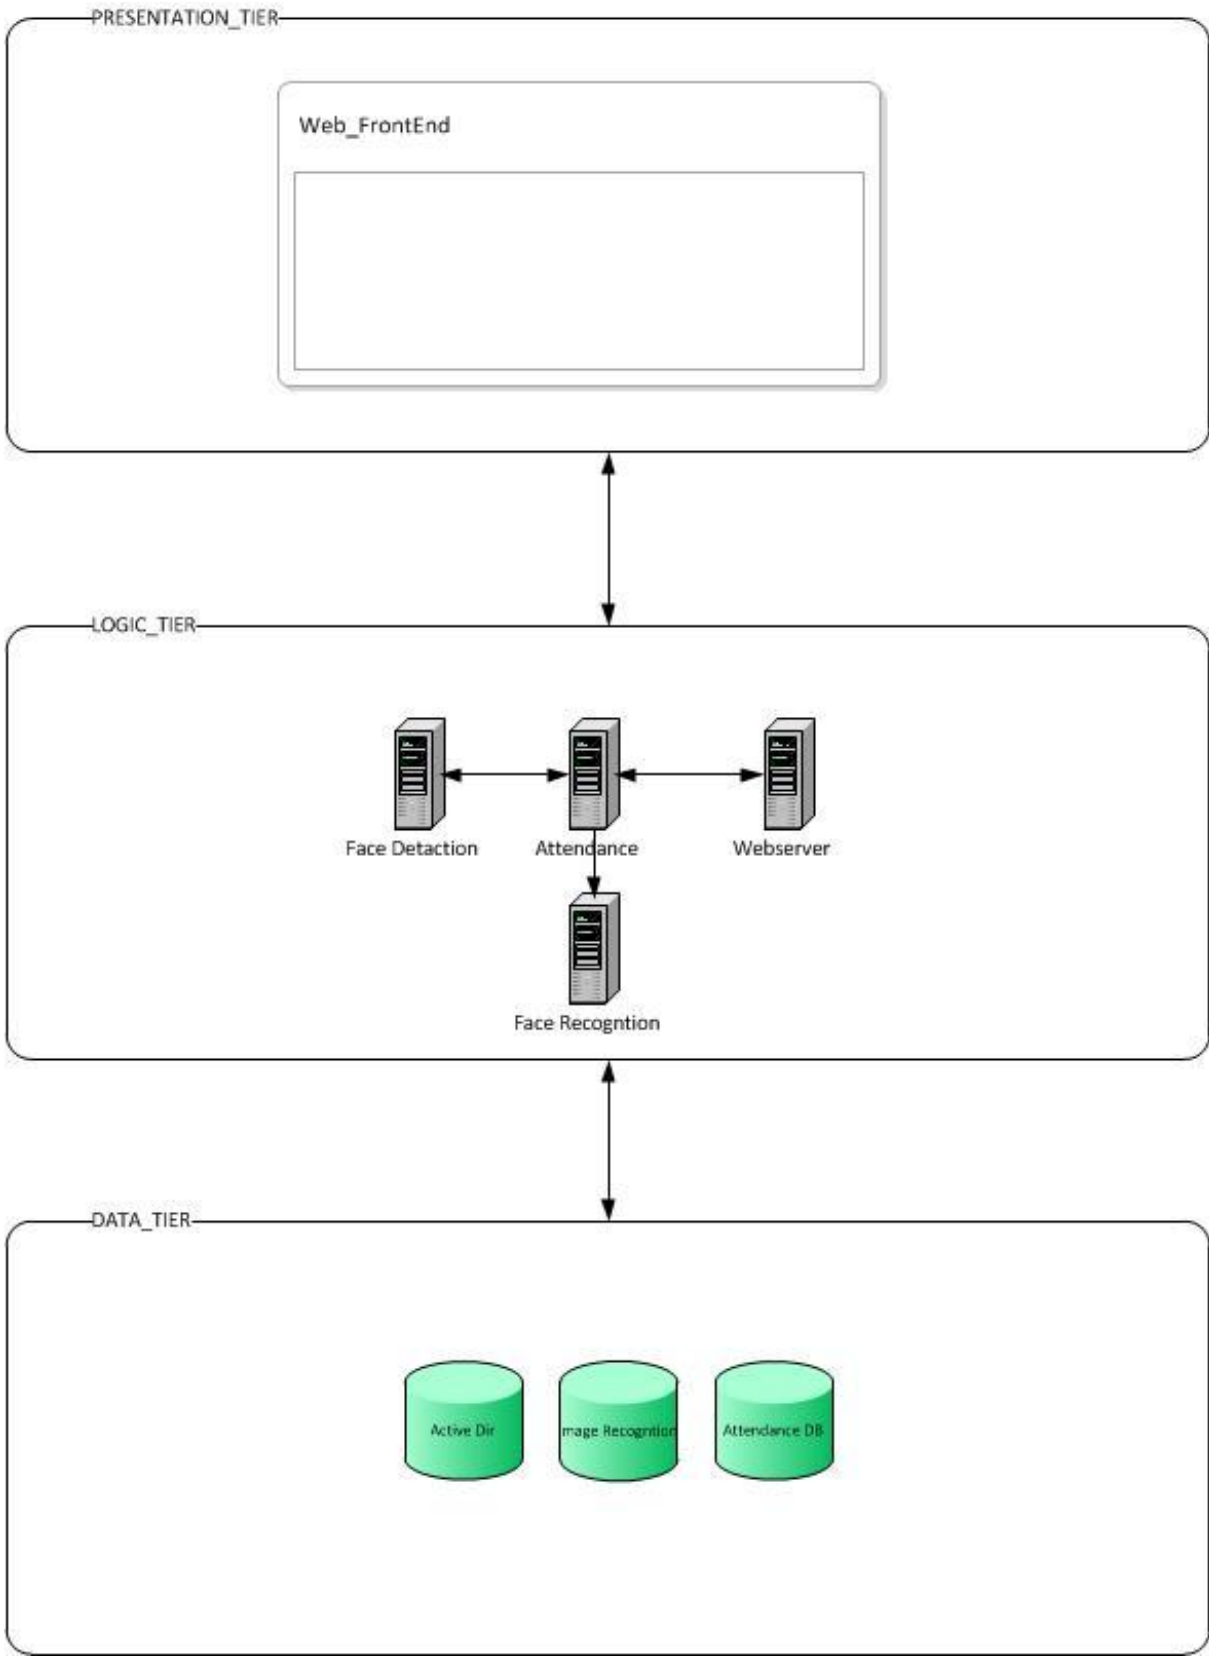 PRESENTATION_TIER
Web_FrontEnd
LOGIC_TIER
Face Detaction
Attendance
Webserver
Face Recogntion
DATA_TIER
Active Dir
mage Recogntion
Attendance DB